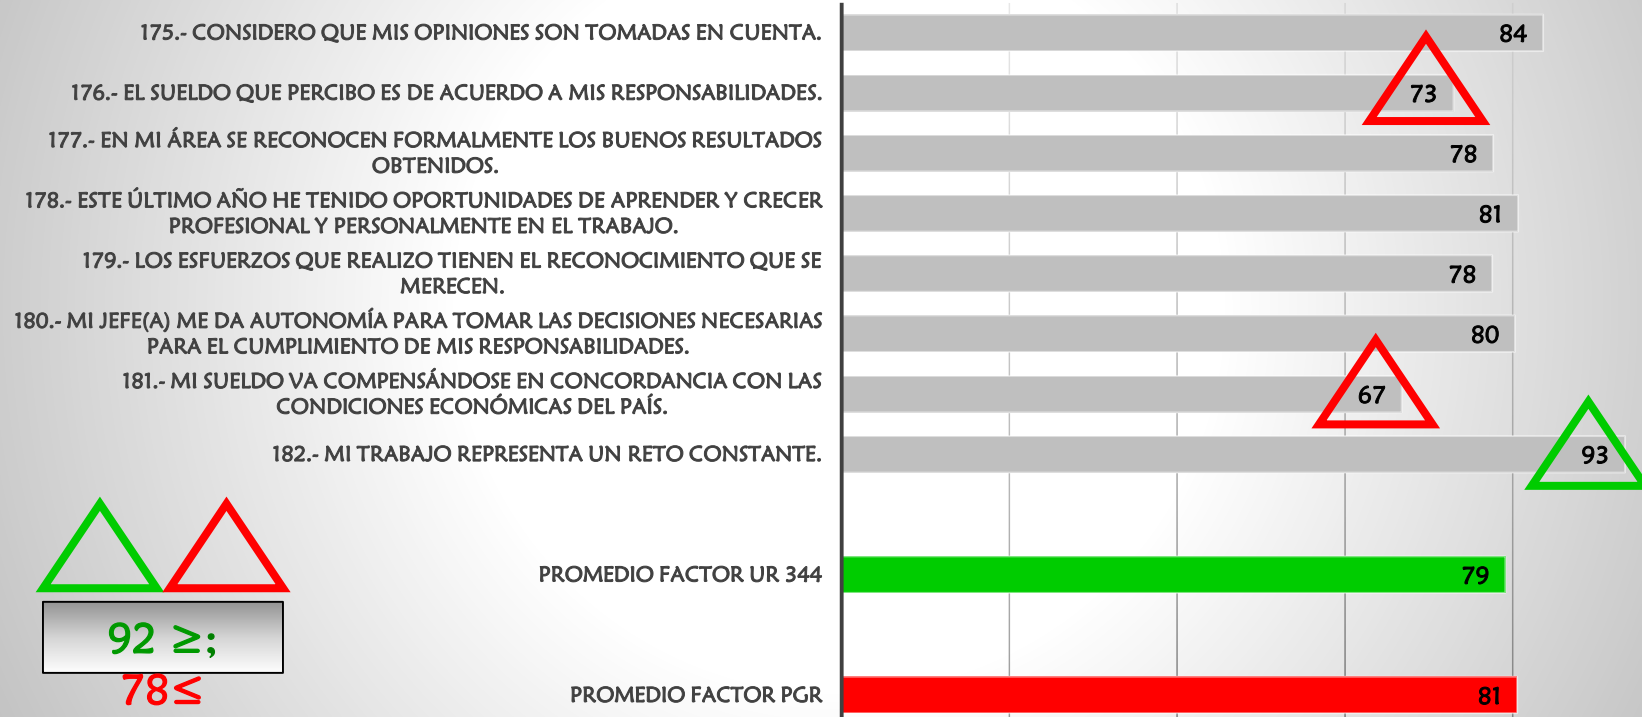 175.- CONSIDERO QUE MIS OPINIONES SON TOMADAS EN CUENTA.
84
176.- EL SUELDO QUE PERCIBO ES DE ACUERDO A MIS RESPONSABILIDADES.
73
177.- EN MI ÁREA SE RECONOCEN FORMALMENTE LOS BUENOS RESULTADOS
OBTENIDOS.
78
178.- ESTE ÚLTIMO AÑO HE TENIDO OPORTUNIDADES DE APRENDER Y CRECER
PROFESIONAL Y PERSONALMENTE EN EL TRABAJO.
81
179.- LOS ESFUERZOS QUE REALIZO TIENEN EL RECONOCIMIENTO QUE SE
MERECEN.
78
180.- MI JEFE(A) ME DA AUTONOMÍA PARA TOMAR LAS DECISIONES NECESARIAS
PARA EL CUMPLIMIENTO DE MIS RESPONSABILIDADES.
80
181.- MI SUELDO VA COMPENSÁNDOSE EN CONCORDANCIA CON LAS
CONDICIONES ECONÓMICAS DEL PAÍS.
67
182.- MI TRABAJO REPRESENTA UN RETO CONSTANTE.
93
PROMEDIO FACTOR UR 344
79
92 ≥;
78≤
PROMEDIO FACTOR PGR
81